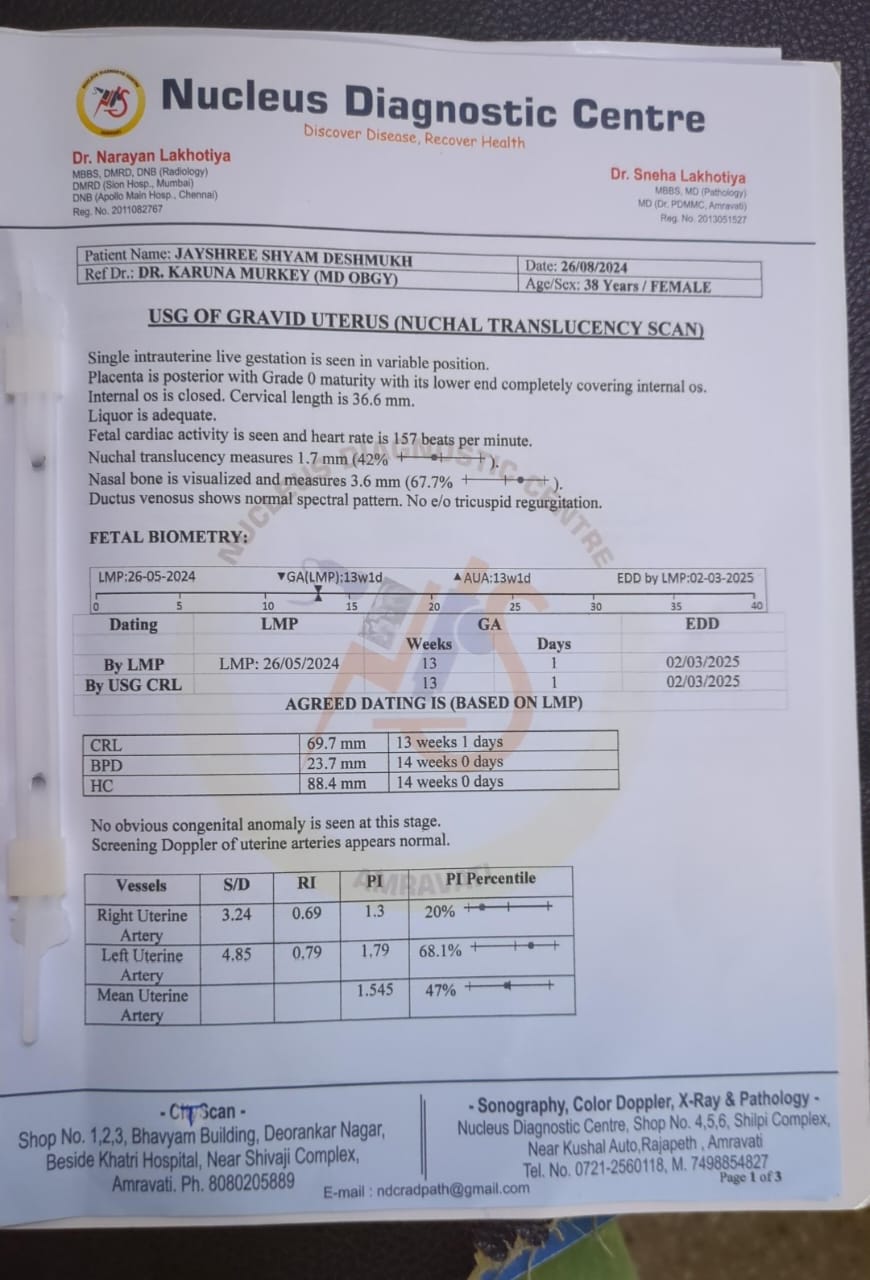 Nucleus Diagnostic Centre
Discover Disease, Recover Health
Dr. Narayan Lakhotiya
MBBS, DMRD, DNB (Radiology)
DMRD (Sion Hosp., Mumbai)
DNB (Apollo Main Hosp., Chennai)
Reg. No. 2011082767
Dr. Sneha Lakhotiya
MBBS, MD (Pathology)
MD (Dr. PDMMC, Amravati)
Reg. No. 2013051527
Patient Name: JAYSHREE SHYAM DESHMUKH
Date: 26/08/2024
Ref Dr.: DR. KARUNA MURKEY (MD OBGY)
Age/Sex: 38 Years / FEMALE
USG OF GRAVID UTERUS (NUCHAL TRANSLUCENCY SCAN)
Single intrauterine live gestation is seen in variable position.
Placenta is posterior with Grade 0 maturity with its lower end completely covering internal os.
Internal os is closed. Cervical length is 36.6 mm.
Liquor is adequate.
Fetal cardiac activity is seen and heart rate is 157 beats per minute.
Nuchal translucency measures 1.7 mm (42% ).
Nasal bone is visualized and measures 3.6 mm (67.7% ).
Ductus venosus shows normal spectral pattern. No e/o tricuspid regurgitation.
NUCLEUS DIAGNOSTIC CENTRE
FETAL BIOMETRY:
LMP:26-05-2024 ▼GA(LMP):13w1d ▲AUA:13w1d EDD by LMP:02-03-2025
0 5 10 15 20 25 30 35 40
Dating LMP GA EDD
Weeks Days
By LMP LMP: 26/05/2024 13 1 02/03/2025
By USG CRL 13 1 02/03/2025
AGREED DATING IS (BASED ON LMP)
CRL 69.7 mm 13 weeks 1 days
BPD 23.7 mm 14 weeks 0 days
HC 88.4 mm 14 weeks 0 days
No obvious congenital anomaly is seen at this stage.
Screening Doppler of uterine arteries appears normal.
AMRAVATI
Vessels S/D RI PI PI Percentile
Right Uterine Artery 3.24 0.69 1.3 20%
Left Uterine Artery 4.85 0.79 1.79 68.1%
Mean Uterine Artery 1.545 47%
Shop No. 1,2,3, Bhavyam Building, Deorankar Nagar,
Beside Khatri Hospital, Near Shivaji Complex,
Amravati. Ph. 8080205889
- Sonography, Color Doppler, X-Ray & Pathology -
Nucleus Diagnostic Centre, Shop No. 4,5,6, Shilpi Complex,
Near Kushal Auto,Rajapeth , Amravati
Tel. No. 0721-2560118, M. 7498854827
E-mail : ndcradpath@gmail.com
Page 1 of 3